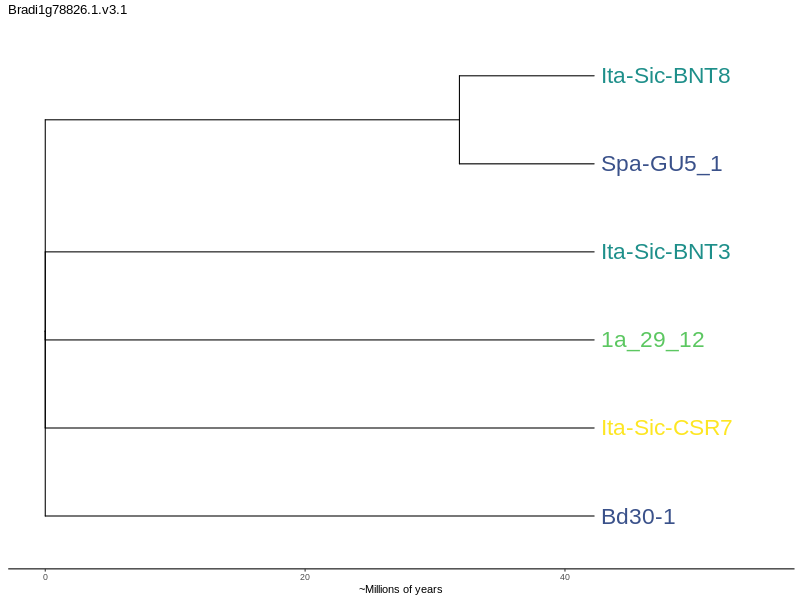 Bradi1g78826.1.v3.1
Ita-Sic-BNT8
Spa-GU5_1
Ita-Sic-BNT3
1a_29_12
Ita-Sic-CSR7
Bd30-1
0 20 40
~Millions of years